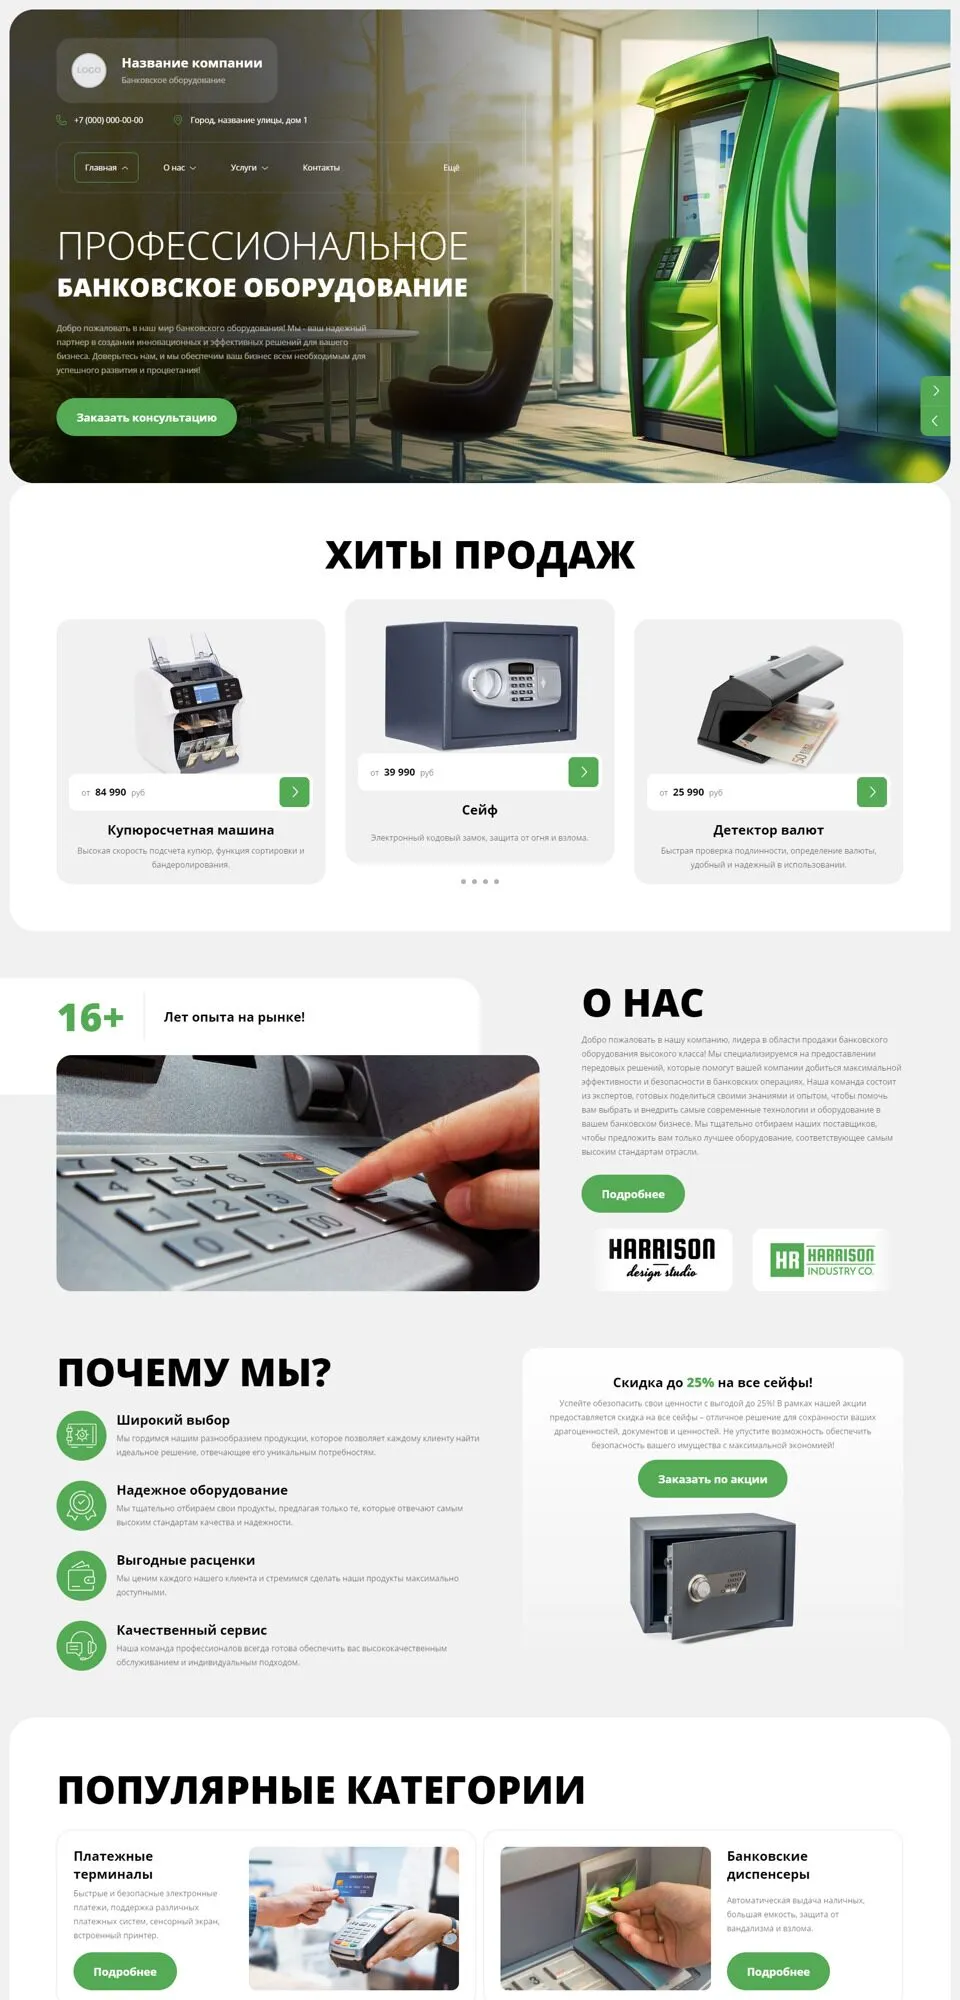 LOGO
Название компании
Банковское оборудование
+7 (000) 000-00-00
Город, название улицы, дом 1
Главная
О нас
Услуги
Контакты
Ещё
ПРОФЕССИОНАЛЬНОЕ
БАНКОВСКОЕ ОБОРУДОВАНИЕ
Добро пожаловать в наш мир банковского оборудования! Мы - ваш надежный
партнер в создании инновационных и эффективных решений для вашего
бизнеса. Доверьтесь нам, и мы обеспечим ваш бизнес всем необходимым для
успешного развития и процветания!
Заказать консультацию
ХИТЫ ПРОДАЖ
от 84 990 руб
Купюросчетная машина
Высокая скорость подсчета купюр, функция сортировки и
бандеролирования.
от 39 990 руб
Сейф
Электронный кодовый замок, защита от огня и взлома.
от 25 990 руб
Детектор валют
Быстрая проверка подлинности, определение валюты,
удобный и надежный в использовании.
16+
Лет опыта на рынке!
О НАС
Добро пожаловать в нашу компанию, лидера в области продажи банковского
оборудования высокого класса! Мы специализируемся на предоставлении
передовых решений, которые помогут вашей компании добиться максимальной
эффективности и безопасности в банковских операциях. Наша команда состоит
из экспертов, готовых поделиться своими знаниями и опытом, чтобы помочь
вам выбрать и внедрить самые современные технологии и оборудование в
вашем банковском бизнесе. Мы тщательно отбираем наших поставщиков,
чтобы предложить вам только лучшее оборудование, соответствующее самым
высоким стандартам отрасли.
Подробнее
HARRISON
design studio
HR HARRISON
INDUSTRY CO.
ПОЧЕМУ МЫ?
Широкий выбор
Мы гордимся нашим разнообразием продукции, которое позволяет каждому клиенту найти
идеальное решение, отвечающее его уникальным потребностям.
Надежное оборудование
Мы тщательно отбираем свои продукты, предлагая только те, которые отвечают самым
высоким стандартам качества и надежности.
Выгодные расценки
Мы ценим каждого нашего клиента и стремимся сделать наши продукты максимально
доступными.
Качественный сервис
Наша команда профессионалов всегда готова обеспечить вас высококачественным
обслуживанием и индивидуальным подходом.
Скидка до 25% на все сейфы!
Успейте обезопасить свои ценности с выгодой до 25%! В рамках нашей акции
предоставляется скидка на все сейфы – отличное решение для сохранности ваших
драгоценностей, документов и ценностей. Не упустите возможность обеспечить
безопасность вашего имущества с максимальной экономией!
Заказать по акции
ПОПУЛЯРНЫЕ КАТЕГОРИИ
Платежные
терминалы
Быстрые и безопасные электронные
платежи, поддержка различных
платежных систем, сенсорный экран,
встроенный принтер.
Подробнее
CREDIT CARD
Банковские
диспенсеры
Автоматическая выдача наличных,
большая емкость, защита от
вандализма и взлома.
Подробнее